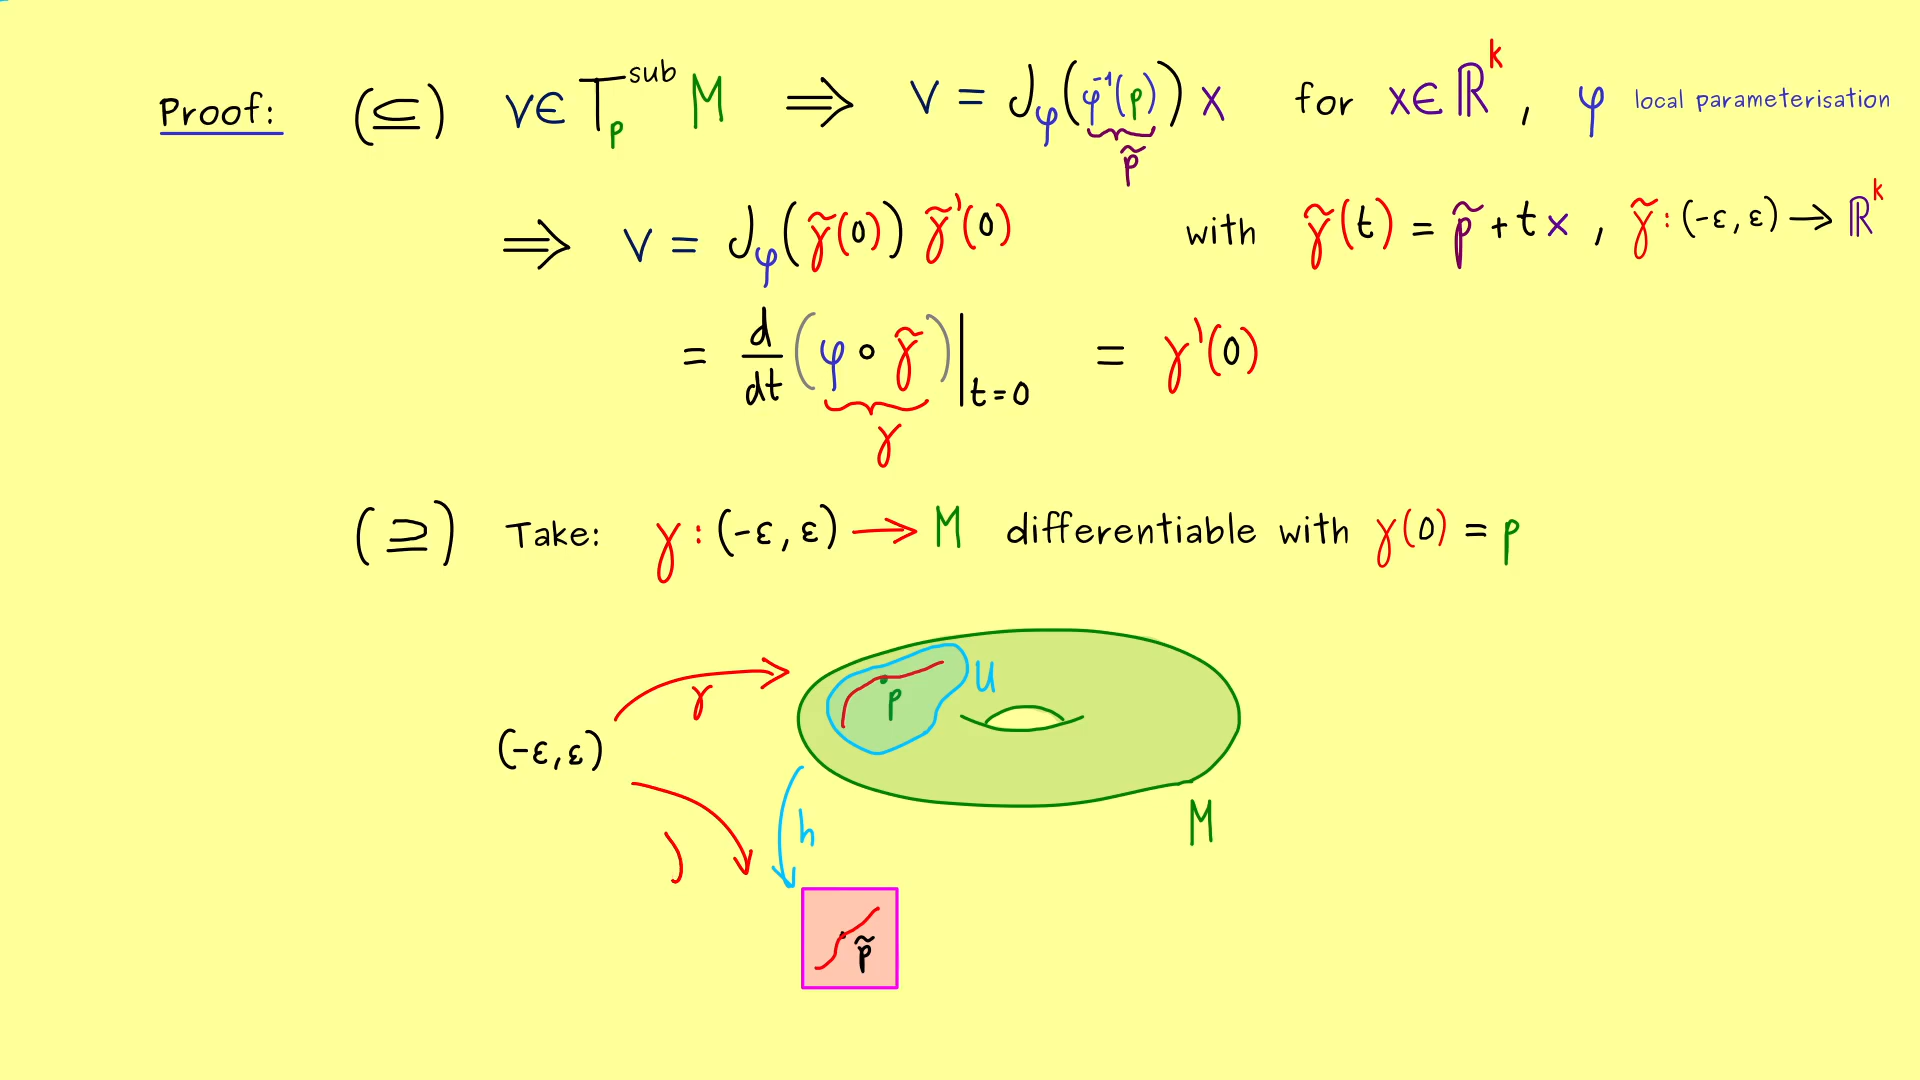 Proof: (⊆) v∈T_p^sub M ⟹ v = J_φ(φ⁻¹(p)) x for x∈ℝ^k , φ local parameterisation
p̃
⟹ v = J_φ(γ̃(0)) γ̃'(0) with γ̃(t) = p̃ + t x , γ̃ : (-ε, ε) → ℝ^k
= d/dt (φ ∘ γ̃)|_t=0 = γ'(0)
γ
(⊇) Take: γ : (-ε, ε) → M differentiable with γ(0) = p
U
p
γ
(-ε, ε)
M
h
p̃